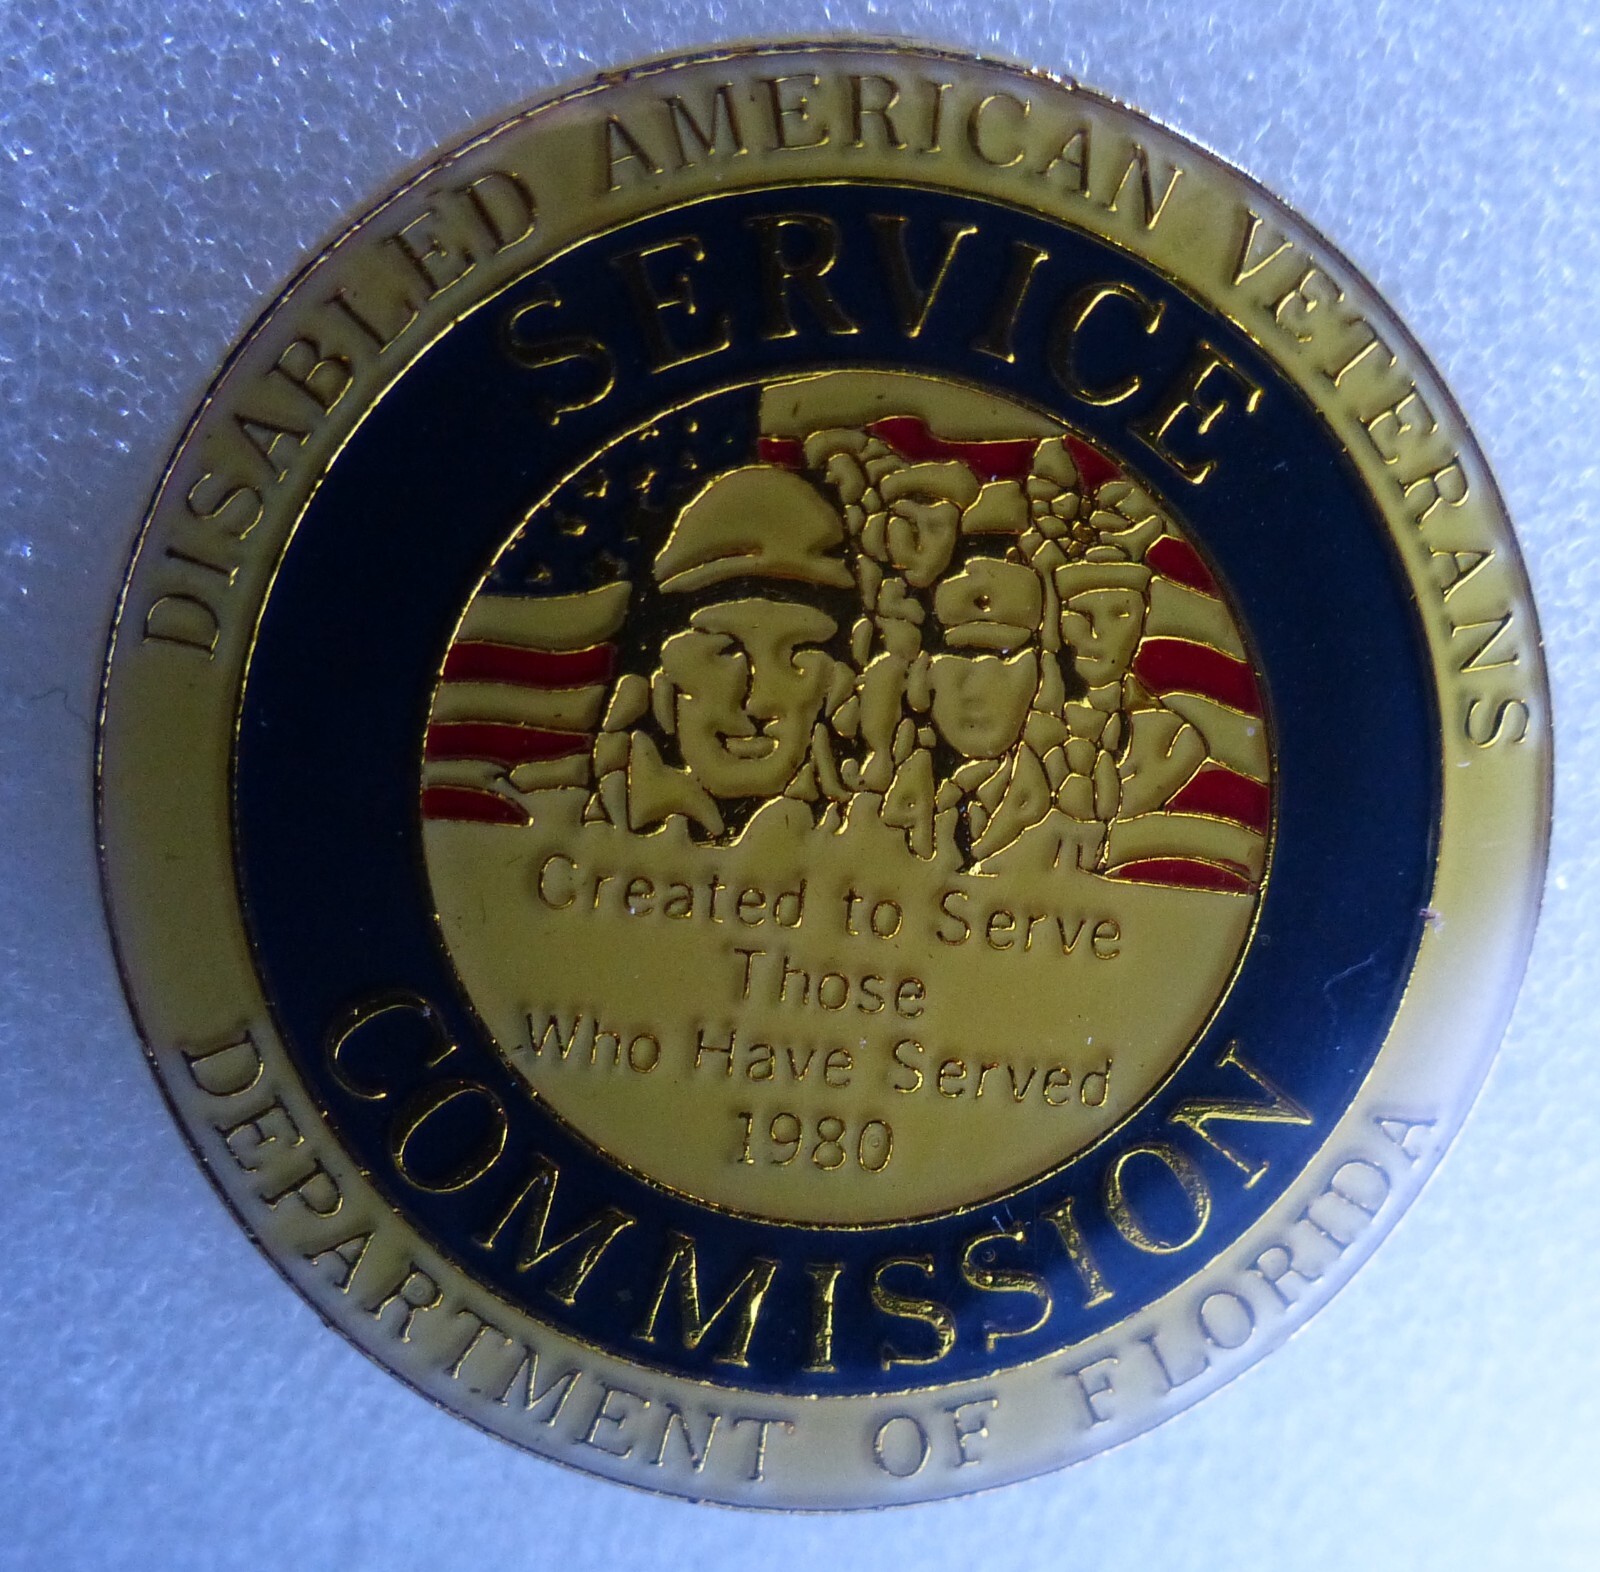 DISABLED AMERICAN VETERANS
SERVICE
Created to Serve
Those
Who Have Served
1980
COMMISSION
DEPARTMENT OF FLORIDA